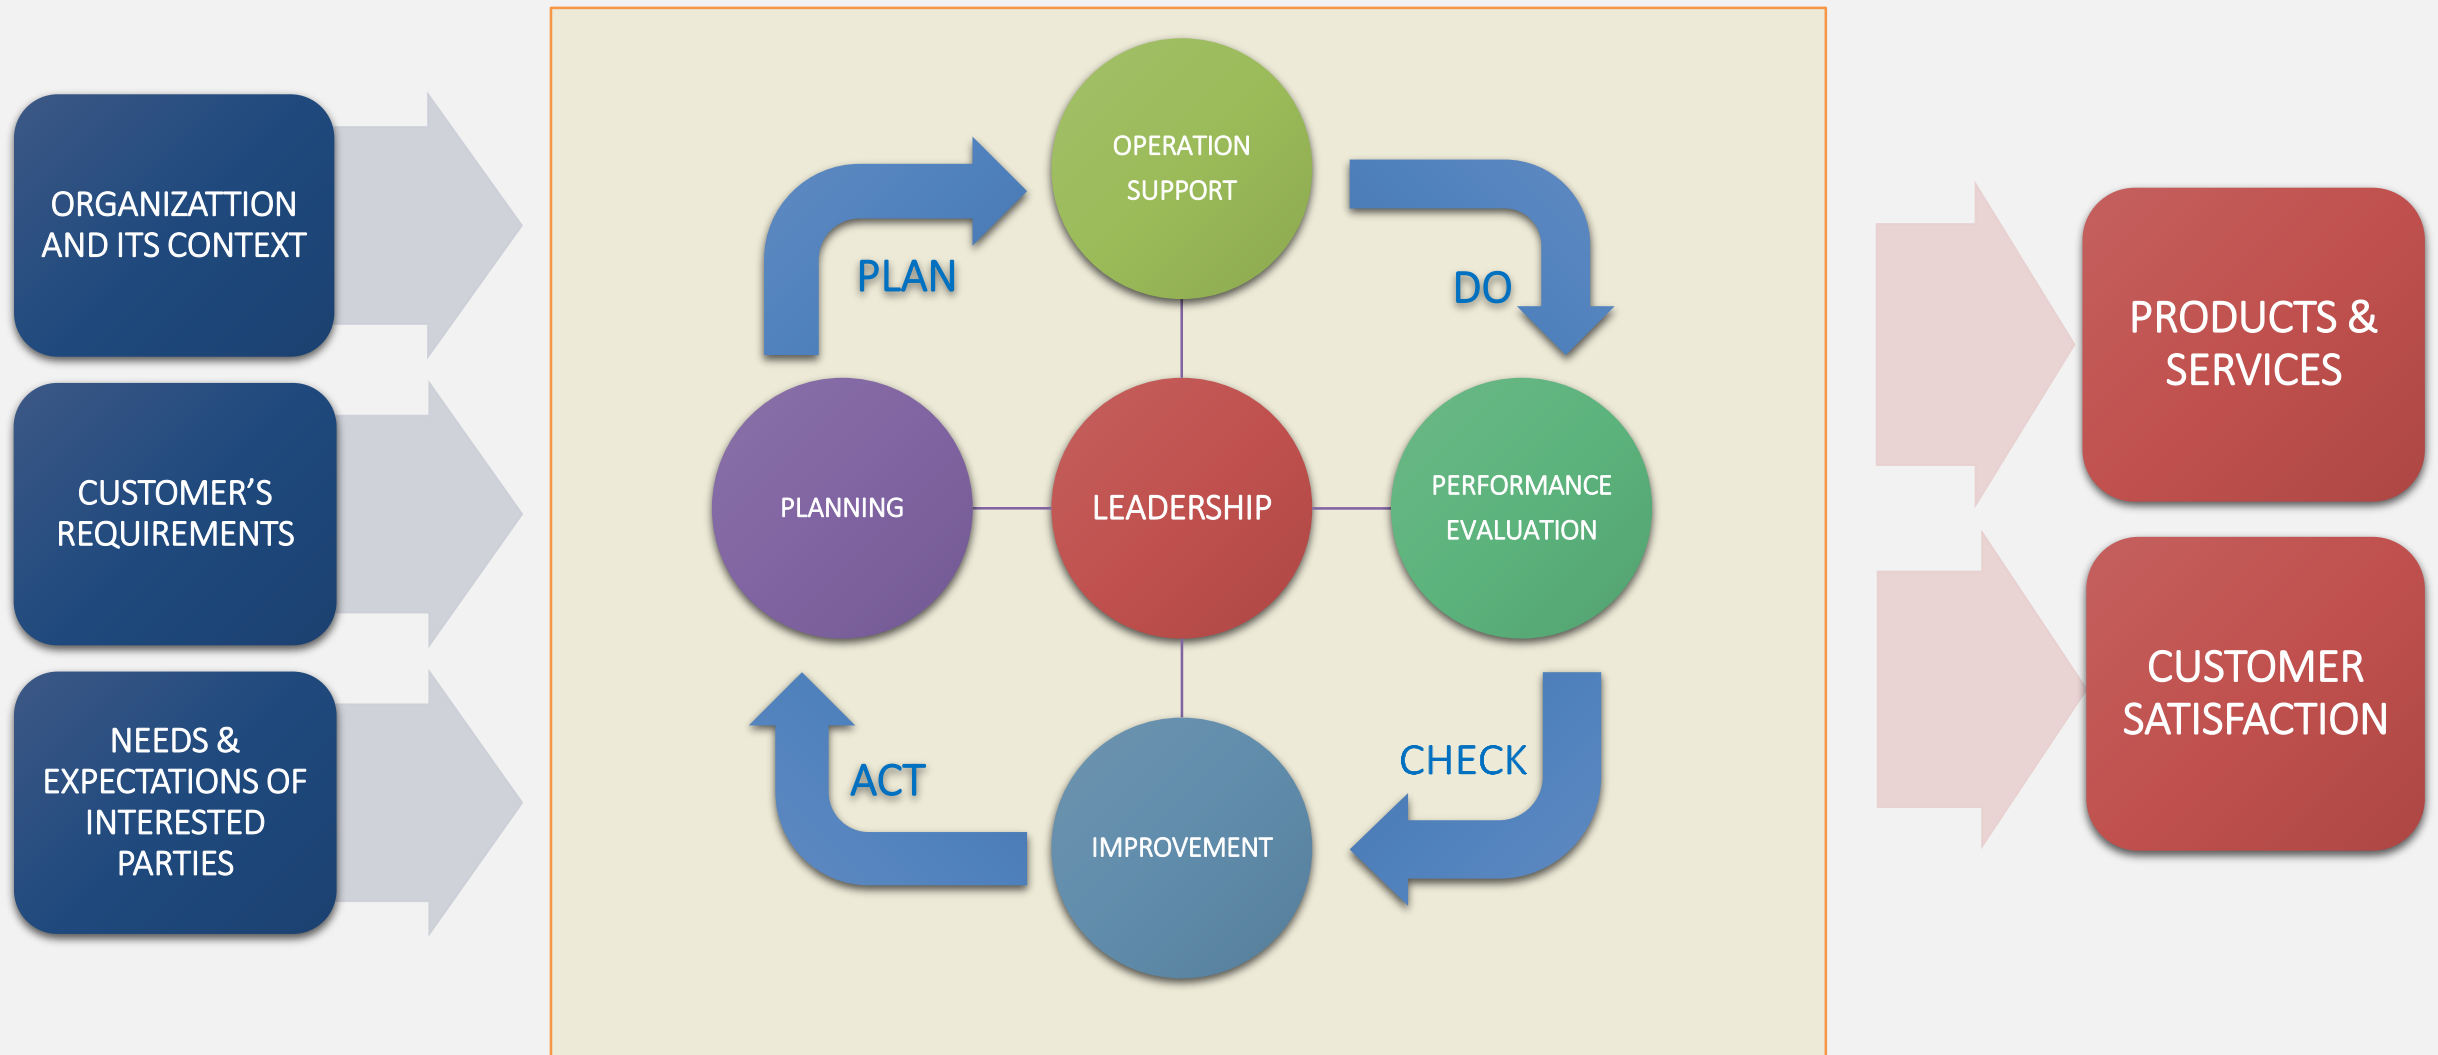 ORGANIZATTION
AND ITS CONTEXT
CUSTOMER’S
REQUIREMENTS
NEEDS &
EXPECTATIONS OF
INTERESTED
PARTIES
OPERATION
SUPPORT
PLAN
DO
PLANNING
LEADERSHIP
PERFORMANCE
EVALUATION
ACT
CHECK
IMPROVEMENT
PRODUCTS &
SERVICES
CUSTOMER
SATISFACTION